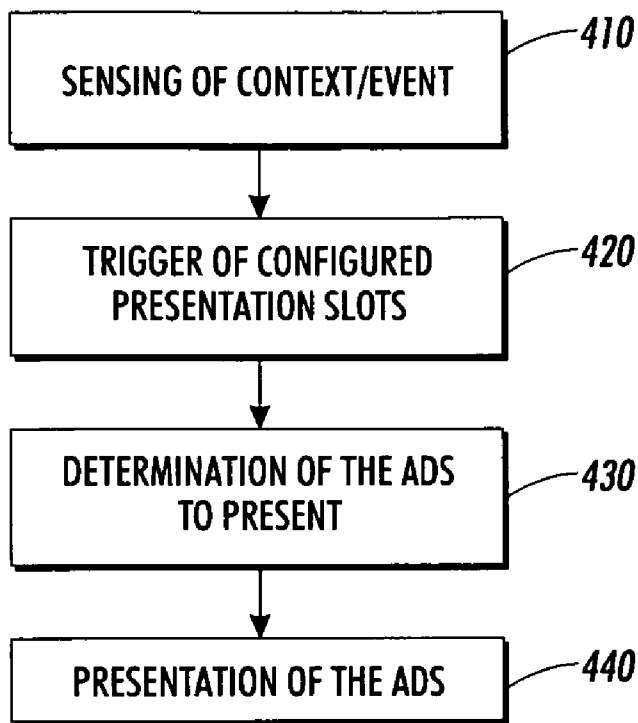 410
SENSING OF CONTEXT/EVENT
420
TRIGGER OF CONFIGURED
PRESENTATION SLOTS
430
DETERMINATION OF THE ADS
TO PRESENT
440
PRESENTATION OF THE ADS